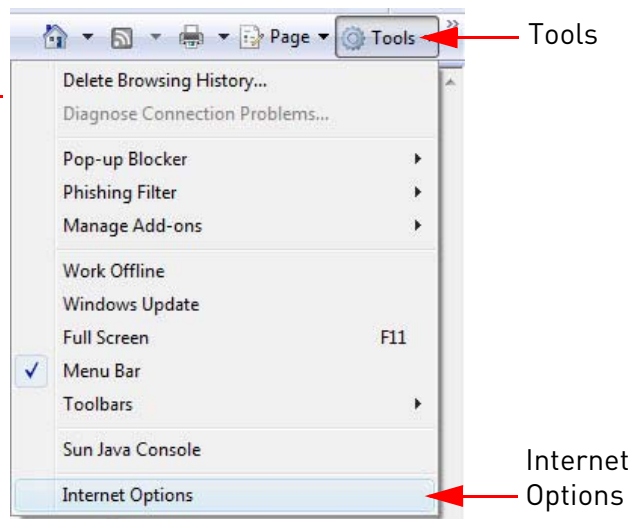 Page Tools Tools
Delete Browsing History...
Diagnose Connection Problems...
Pop-up Blocker
Phishing Filter
Manage Add-ons
Work Offline
Windows Update
Full Screen F11
Menu Bar
Toolbars
Sun Java Console
Internet Options
Internet
Options